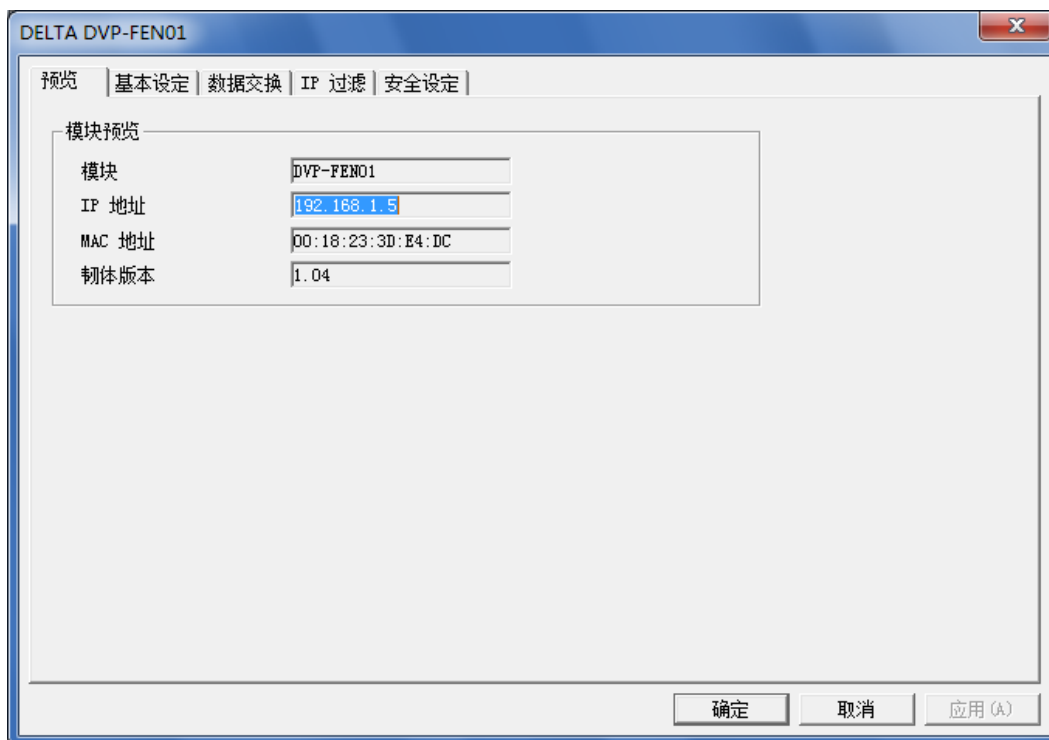 DELTA DVP-FEN01
预览 基本设定 数据交换 IP 过滤 安全设定
模块预览
模块 DVP-FEN01
IP 地址 192.168.1.5
MAC 地址 00:18:23:3D:E4:DC
韧体版本 1.04
确定 取消 应用(A)